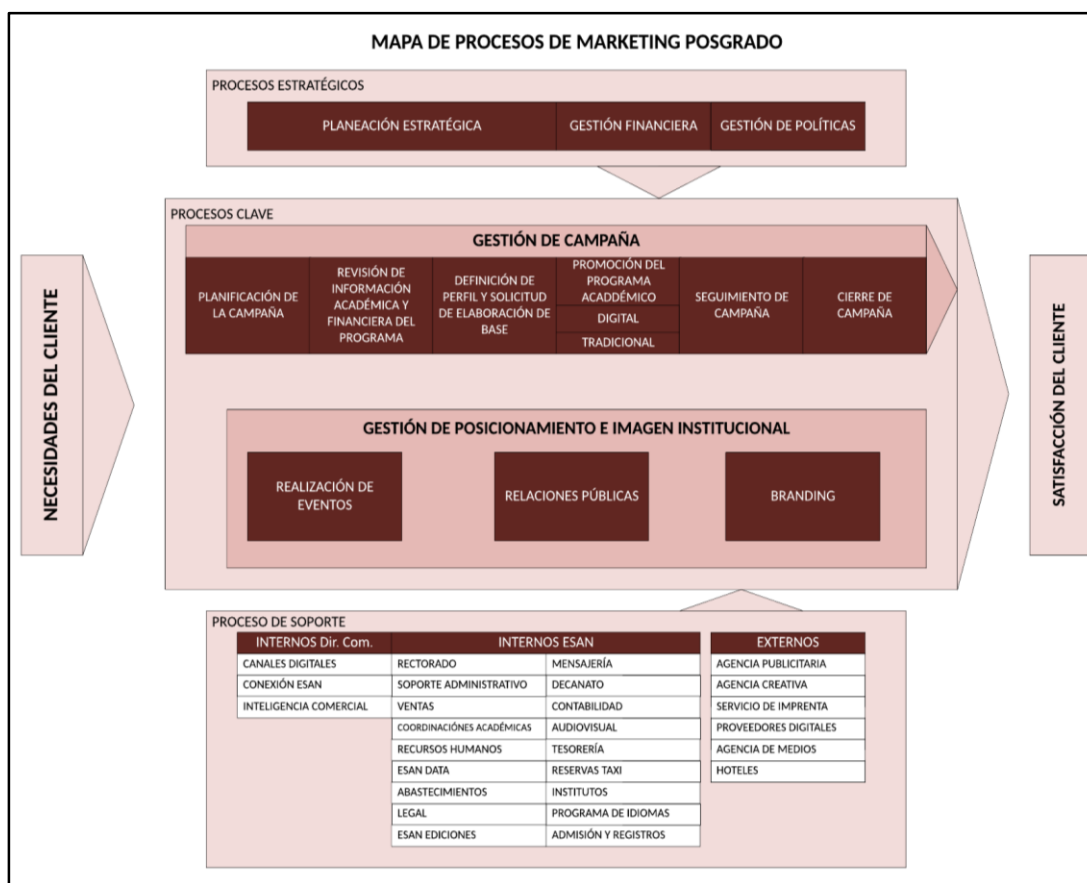 MAPA DE PROCESOS DE MARKETING POSGRADO
PROCESOS ESTRATÉGICOS
PLANEACIÓN ESTRATÉGICA
GESTIÓN FINANCIERA
GESTIÓN DE POLÍTICAS
NECESIDADES DEL CLIENTE
PROCESOS CLAVE
GESTIÓN DE CAMPAÑA
PLANIFICACIÓN DE
LA CAMPAÑA
REVISIÓN DE
INFORMACIÓN
ACADÉMICA Y
FINANCIERA DEL
PROGRAMA
DEFINICIÓN DE
PERFIL Y SOLICITUD
DE ELABORACIÓN DE
BASE
PROMOCIÓN DEL
PROGRAMA
ACADDÉMICO
DIGITAL
TRADICIONAL
SEGUIMIENTO DE
CAMPAÑA
CIERRE DE
CAMPAÑA
GESTIÓN DE POSICIONAMIENTO E IMAGEN INSTITUCIONAL
REALIZACIÓN DE
EVENTOS
RELACIONES PÚBLICAS
BRANDING
SATISFACCIÓN DEL CLIENTE
PROCESO DE SOPORTE
INTERNOS Dir. Com.
CANALES DIGITALES
CONEXIÓN ESAN
INTELIGENCIA COMERCIAL
INTERNOS ESAN
RECTORADO
SOPORTE ADMINISTRATIVO
VENTAS
COORDINACIÓNES ACADÉMICAS
RECURSOS HUMANOS
ESAN DATA
ABASTECIMIENTOS
LEGAL
ESAN EDICIONES
MENSAJERÍA
DECANATO
CONTABILIDAD
AUDIOVISUAL
TESORERÍA
RESERVAS TAXI
INSTITUTOS
PROGRAMA DE IDIOMAS
ADMISIÓN Y REGISTROS
EXTERNOS
AGENCIA PUBLICITARIA
AGENCIA CREATIVA
SERVICIO DE IMPRENTA
PROVEEDORES DIGITALES
AGENCIA DE MEDIOS
HOTELES